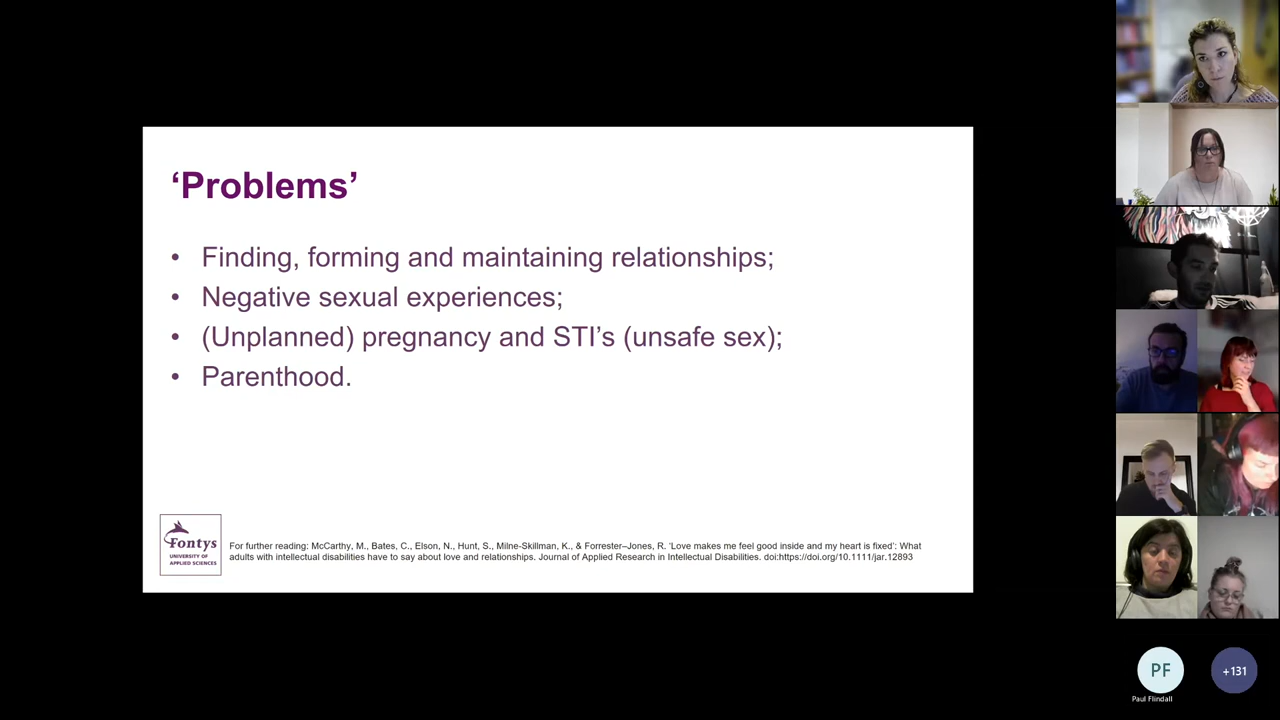 ‘Problems’
• Finding, forming and maintaining relationships;
• Negative sexual experiences;
• (Unplanned) pregnancy and STI’s (unsafe sex);
• Parenthood.
Fontys
UNIVERSITY OF
APPLIED SCIENCES
For further reading: McCarthy, M., Bates, C., Elson, N., Hunt, S., Milne-Skillman, K., & Forrester–Jones, R. ‘Love makes me feel good inside and my heart is fixed’: What
adults with intellectual disabilities have to say about love and relationships. Journal of Applied Research in Intellectual Disabilities. doi:https://doi.org/10.1111/jar.12893
PF
+131
Paul Flindall